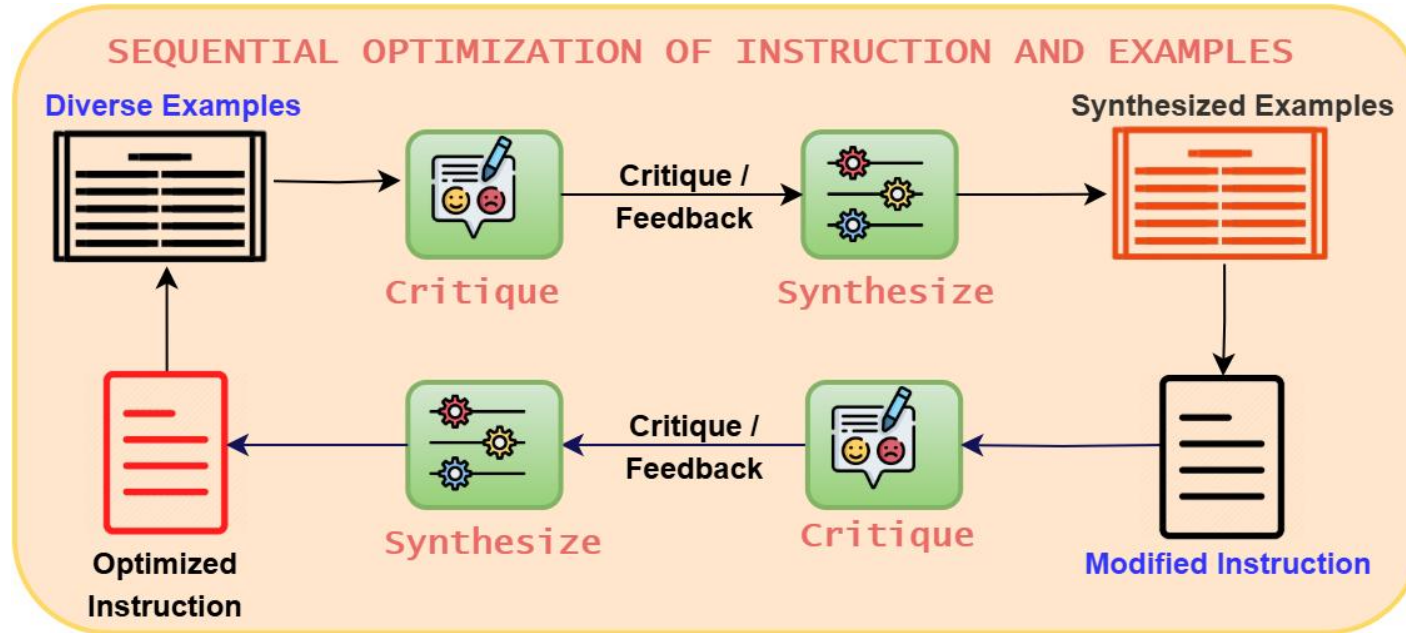 SEQUENTIAL OPTIMIZATION OF INSTRUCTION AND EXAMPLES
Diverse Examples
Synthesized Examples
Critique /
Feedback
Critique
Synthesize
Critique /
Feedback
Synthesize
Critique
Optimized
Instruction
Modified Instruction